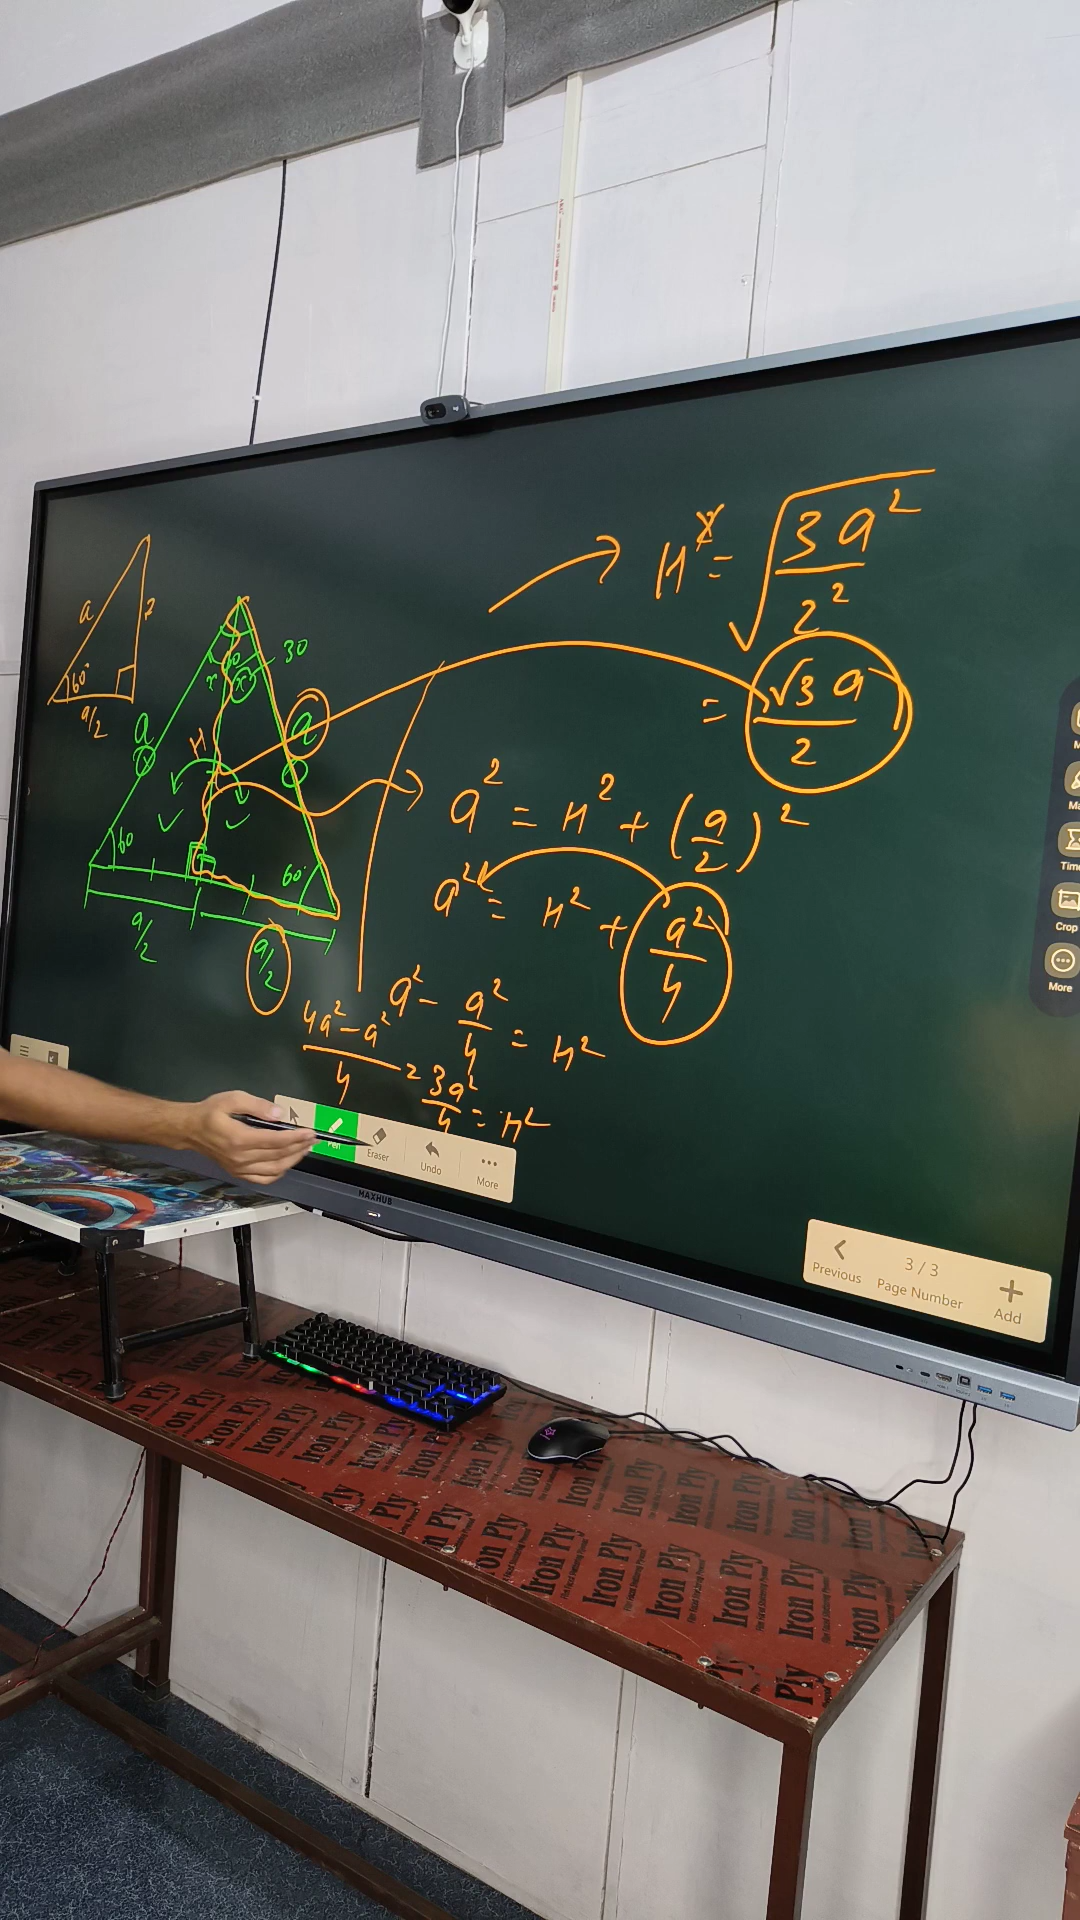 H² = √3a²/2²
= √3 a/2
a
?
60°
a/2
30
60
x
x
a
a
H
60
60°
a/2
a/2
a² = H² + (a/2)²
a² = H² + a²/4
a² - a²/4 = H²
4a² - a²/4 = 3a²/4 = H²
Pen
Eraser
Undo
More
Time
Crop
More
MAXHUB
3 / 3
Previous
Page Number
Add
Iron Ply